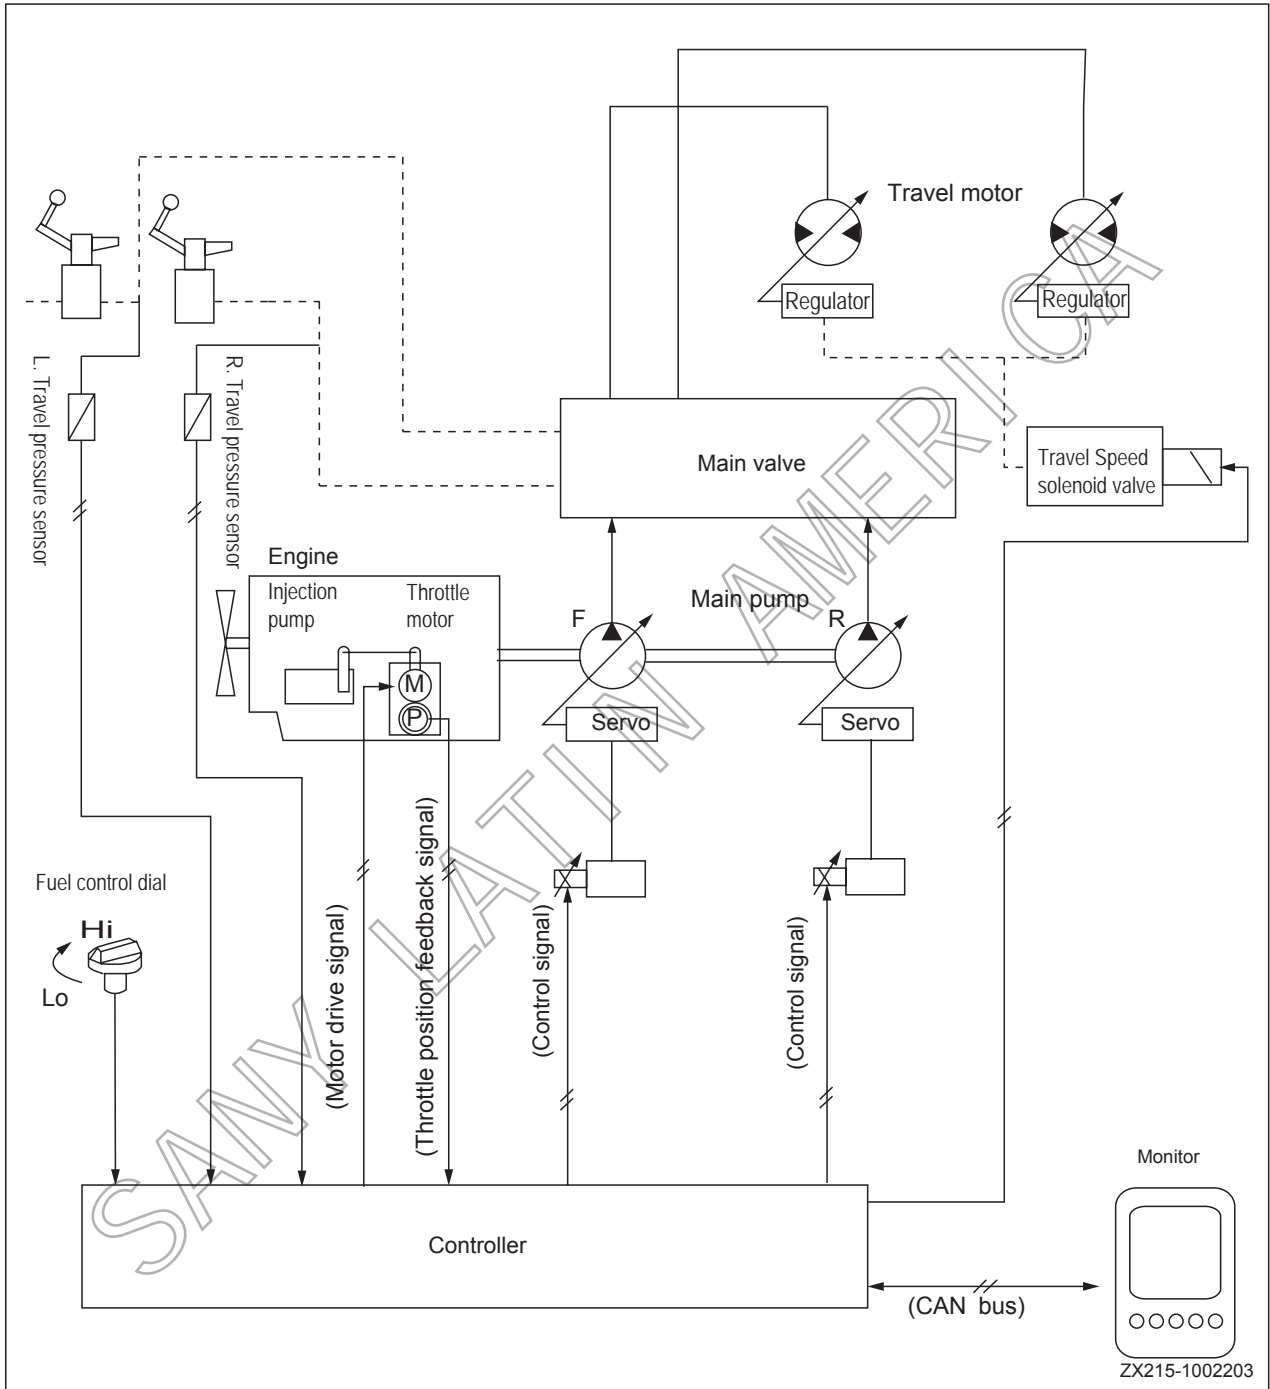 Travel motor
Regulator
Regulator
L. Travel pressure sensor
R. Travel pressure sensor
Main valve
Travel Speed
solenoid valve
Engine
Injection
pump
Throttle
motor
Main pump
F
R
M
P
Servo
Servo
Fuel control dial
Hi
Lo
(Motor drive signal)
(Throttle position feedback signal)
(Control signal)
(Control signal)
Monitor
Controller
(CAN bus)
ZX215-1002203
SANY LATIN AMERICA